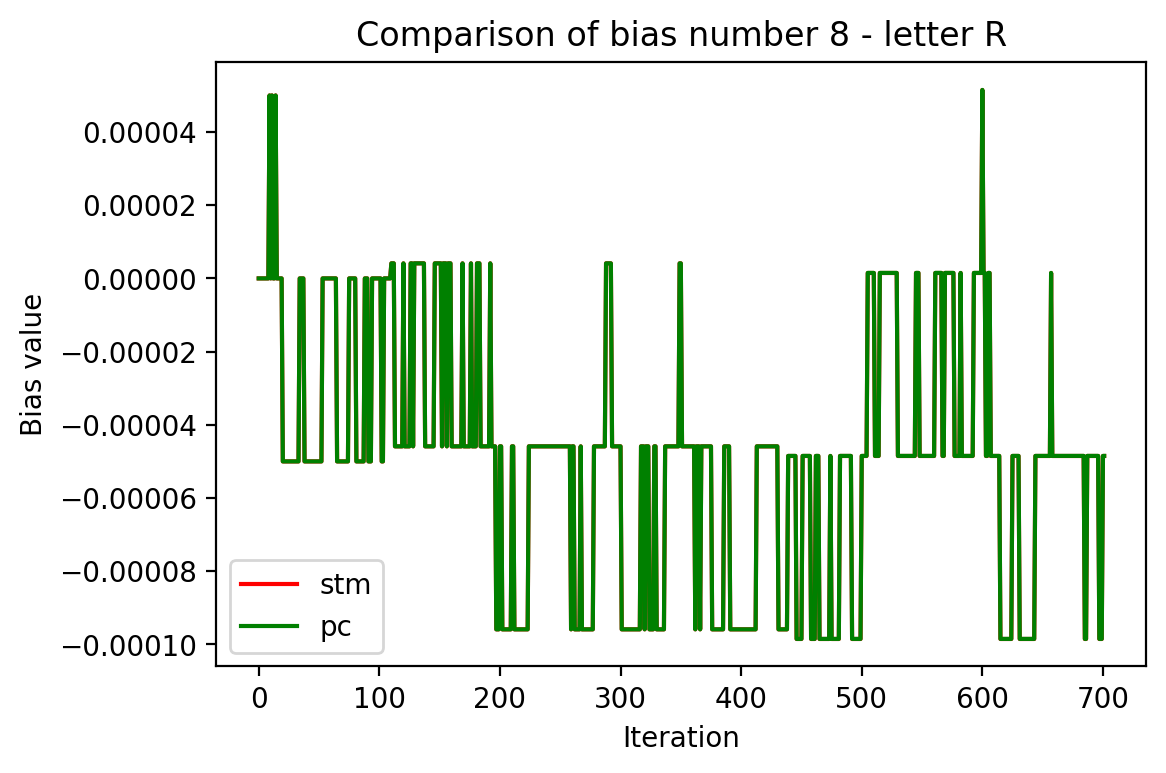 Comparison of bias number 8 - letter R
0.00004
0.00002
0.00000
−0.00002
−0.00004
−0.00006
−0.00008
−0.00010
Bias value
stm
pc
0 100 200 300 400 500 600 700
Iteration